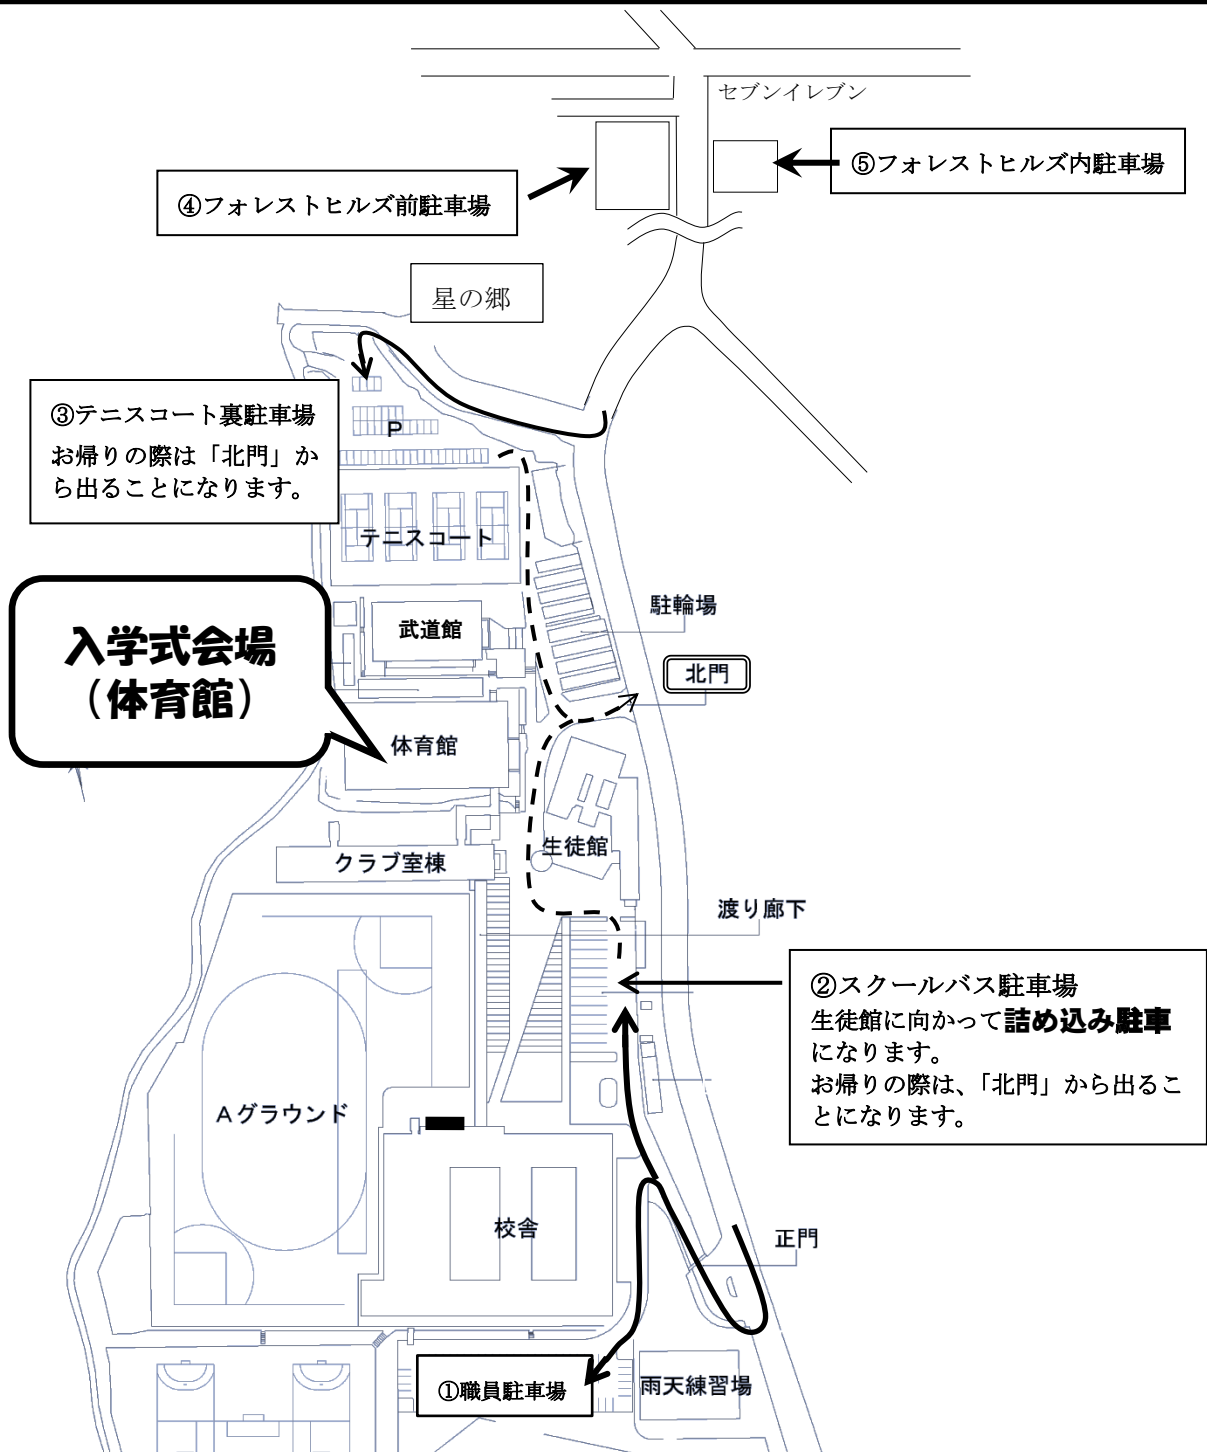 セブンイレブン
⑤フォレストヒルズ内駐車場
④フォレストヒルズ前駐車場
星の郷
③テニスコート裏駐車場
お帰りの際は「北門」か
ら出ることになります。
P
テニスコート
駐輪場
武道館
北門
入学式会場
（体育館）
体育館
生徒館
クラブ室棟
渡り廊下
②スクールバス駐車場
生徒館に向かって詰め込み駐車
になります。
お帰りの際は、「北門」から出るこ
とになります。
Aグラウンド
校舎
正門
①職員駐車場
雨天練習場